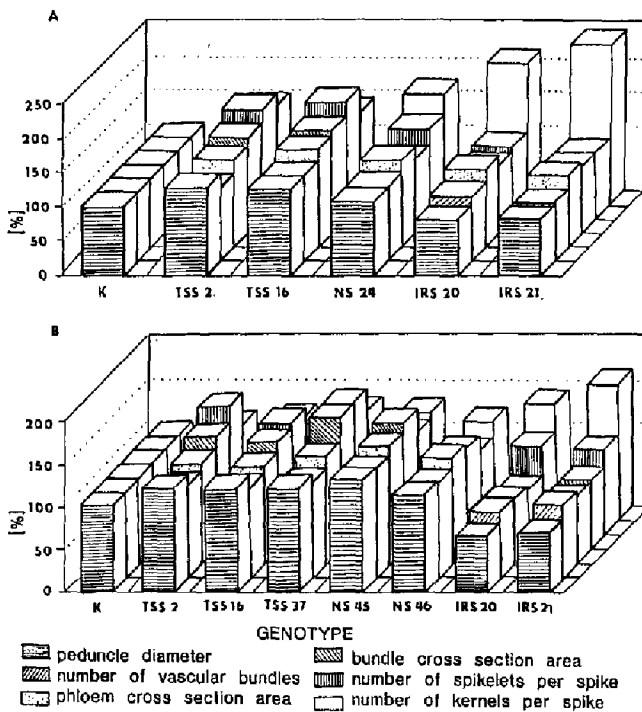 A
250
200
150
100
50
0
[%]
K TSS 2. TSS 16 NS 24 IRS 20 IRS 21,
B
200
150
100
50
0
[%]
K TSS 2 TSS 16 TSS 37 NS 45 NS 46 IRS 20 IRS 21
GENOTYPE
peduncle diameter
number of vascular bundles
phloem cross section area
bundle cross section area
number of spikelets per spike
number of kernels per spike